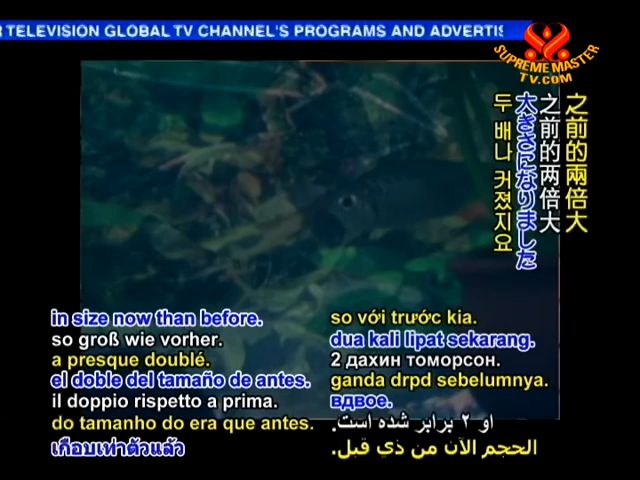 R TELEVISION GLOBAL TV CHANNEL'S PROGRAMS AND ADVERTIS
SUPREME MASTER
TV.COM
之前的兩倍大
之前的两倍大
大きさになりました
두 배나 커졌지요
in size now than before.
so groß wie vorher.
a presque doublé.
el doble del tamaño de antes.
il doppio rispetto a prima.
do tamanho do era que antes.
เกือบเท่าตัวแล้ว
so với trước kia.
dua kali lipat sekarang.
2 дахин томорсон.
ganda drpd sebelumnya.
вдвое.
او ۲ برابر شده است.
الحجم الآن من ذي قبل.